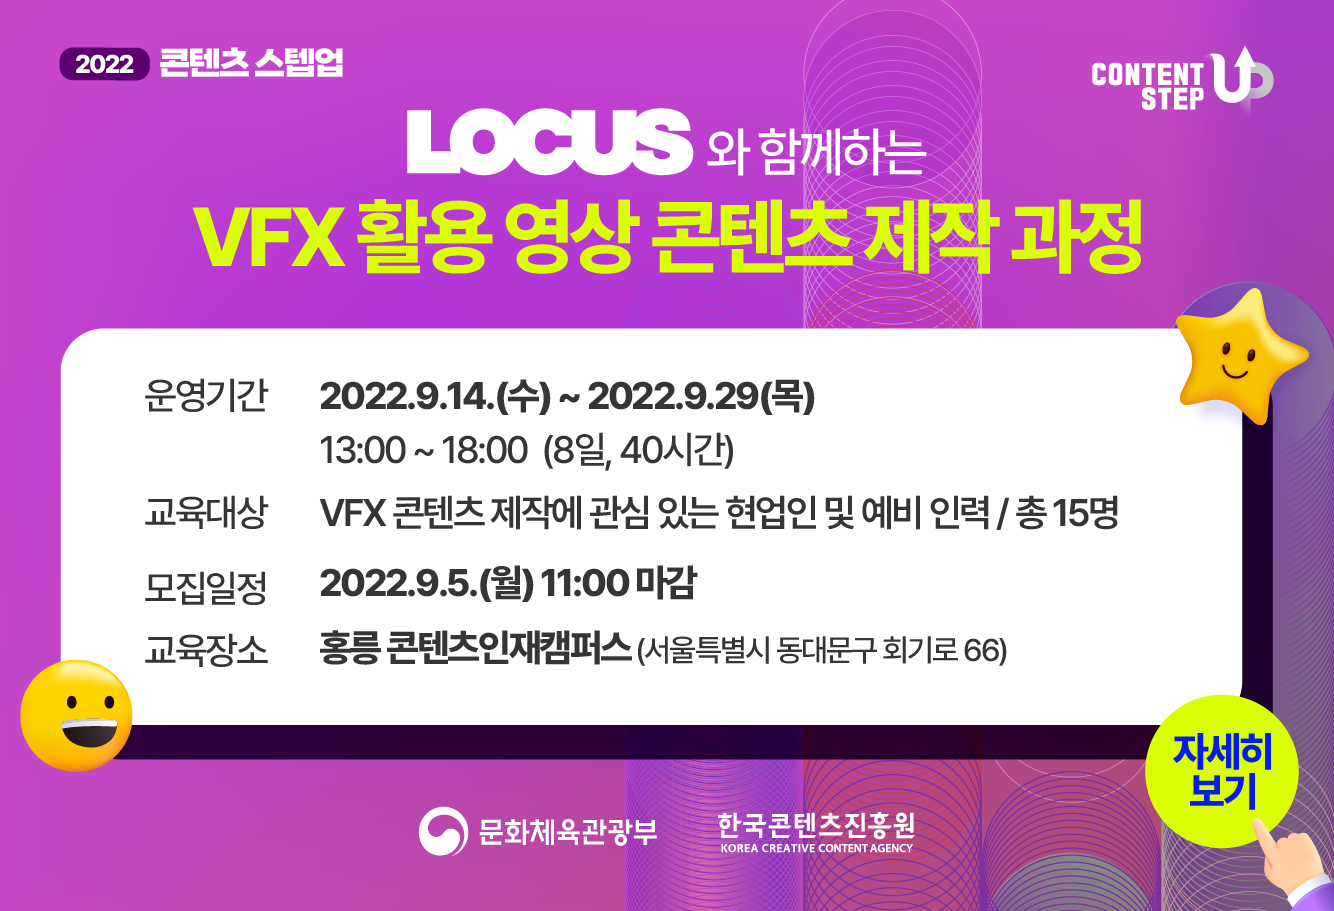 2022 콘텐츠 스텝업
CONTENT
STEP UP
LOCUS 와 함께하는
VFX 활용 영상 콘텐츠 제작 과정
운영기간 2022.9.14.(수) ~ 2022.9.29(목)
13:00 ~ 18:00 (8일, 40시간)
교육대상 VFX 콘텐츠 제작에 관심 있는 현업인 및 예비 인력 / 총 15명
모집일정 2022.9.5.(월) 11:00 마감
교육장소 홍릉 콘텐츠인재캠퍼스 (서울특별시 동대문구 회기로 66)
자세히
보기
문화체육관광부
한국콘텐츠진흥원
KOREA CREATIVE CONTENT AGENCY